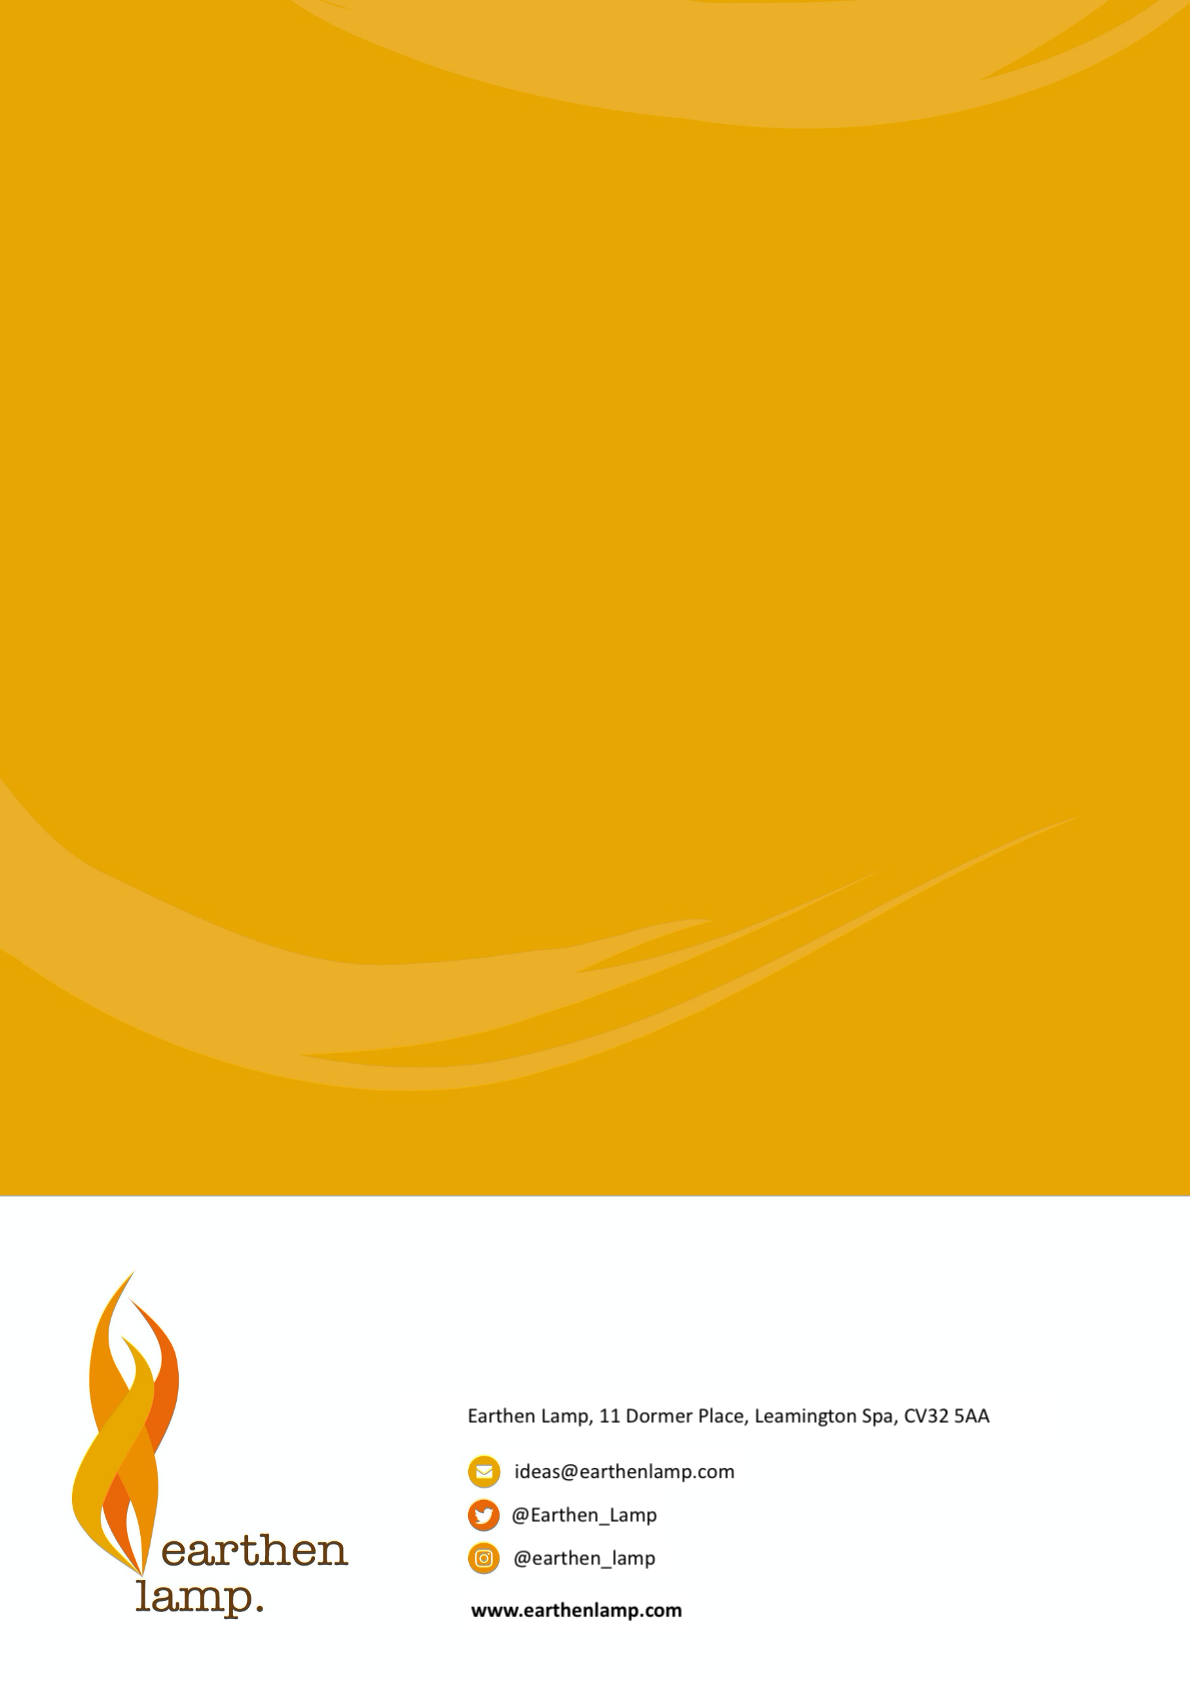 earthen
lamp.
Earthen Lamp, 11 Dormer Place, Leamington Spa, CV32 5AA
ideas@earthenlamp.com
@Earthen_Lamp
@earthen_lamp
www.earthenlamp.com